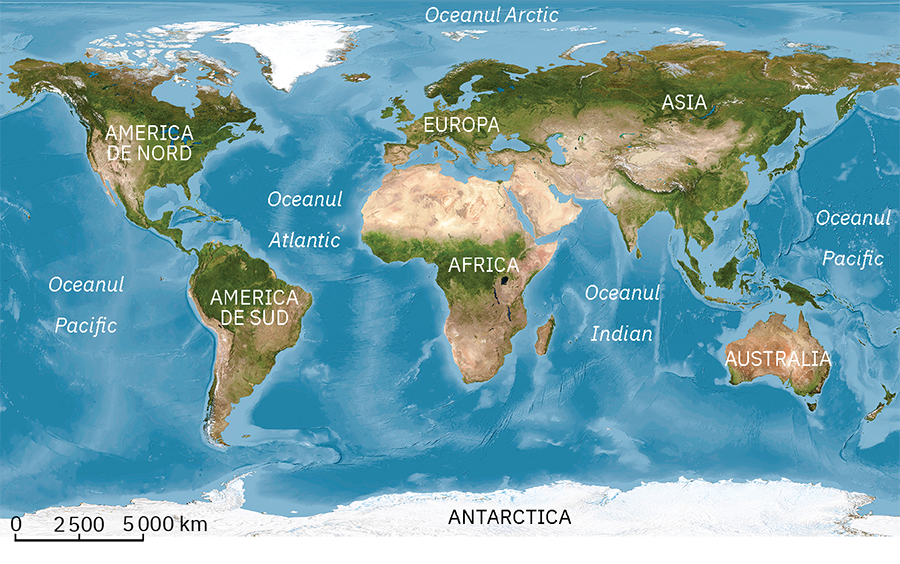 Oceanul Arctic
AMERICA
DE NORD
EUROPA
ASIA
Oceanul
Atlantic
Oceanul
Pacific
AFRICA
Oceanul
Pacific
AMERICA
DE SUD
Oceanul
Indian
AUSTRALIA
ANTARCTICA
0 2 500 5 000 km